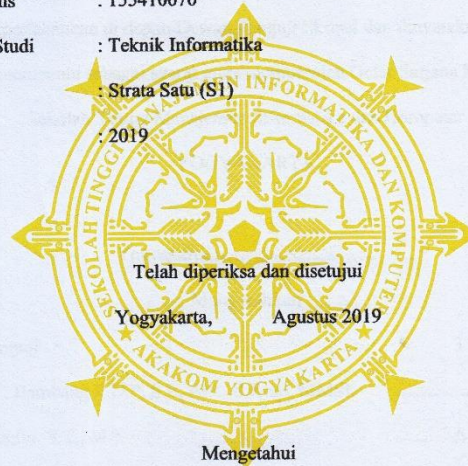 : Teknik Informatika
: Strata Satu (S1)
: 2019
SEKOLAH TINGGI MANAJEMEN INFORMATIKA DAN KOMPUTER
★ AKAKOM YOGYAKARTA ★
Telah diperiksa dan disetujui
Yogyakarta, Agustus 2019
Mengetahui